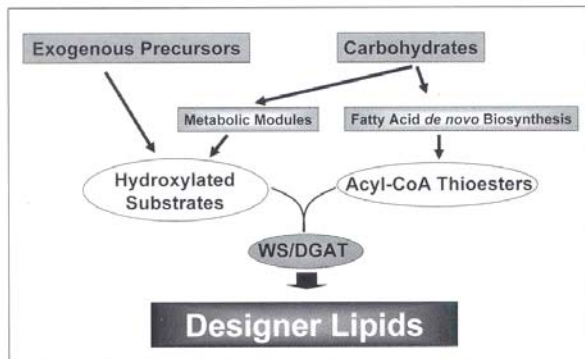 Exogenous Precursors
Carbohydrates
Metabolic Modules
Fatty Acid de novo Biosynthesis
Hydroxylated
Substrates
Acyl-CoA Thioesters
WS/DGAT
Designer Lipids